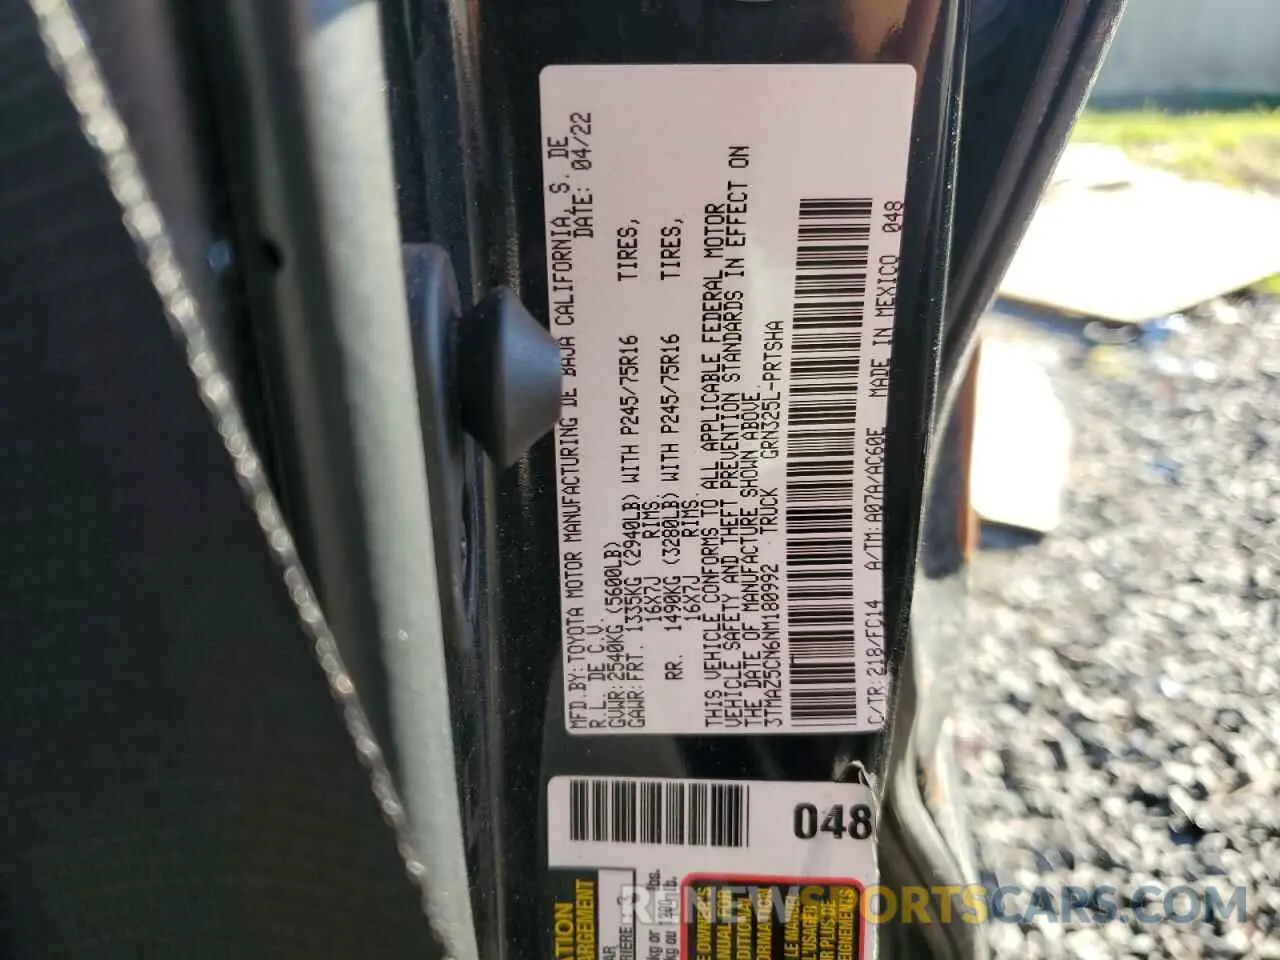 MFD.BY:TOYOTA MOTOR MANUFACTURING DE BAJA CALIFORNIA, S. DE
R.L. DE C.V. DATE: 04/22
GVWR:2540KG(5600LB)
GAWR:FRT. 1335KG (2940LB) WITH P245/75R16 TIRES,
16X7J RIMS
RR. 1490KG (3280LB) WITH P245/75R16 TIRES,
16X7J RIMS.
THIS VEHICLE CONFORMS TO ALL APPLICABLE FEDERAL MOTOR
VEHICLE SAFETY AND THEFT PREVENTION STANDARDS IN EFFECT ON
THE DATE OF MANUFACTURE SHOWN ABOVE.
3TMAZ5CN6NM180992 TRUCK GRN325L-PRTSHA
C/TR:218/FC14 A/TM:A07A/AC60E MADE IN MEXICO 048
048
RENEWSPORTSCARS.COM